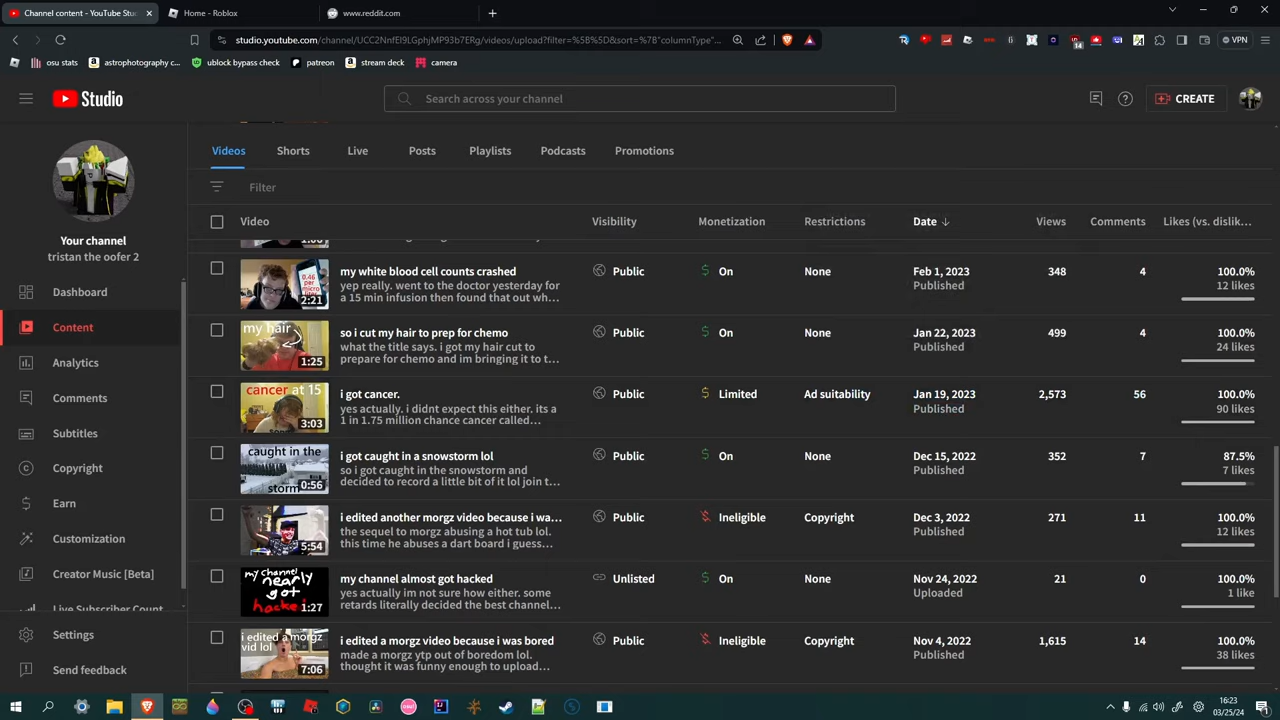 Channel content - YouTube Stu
Home - Roblox
www.reddit.com
studio.youtube.com/channel/UCC2NnfEI9LGphjMP93b7ERg/videos/upload?filter=%5B%5D&sort=%7B"columnType"...
14
VPN
osu stats
astrophotography c...
ublock bypass check
patreon
stream deck
camera
Studio
Search across your channel
CREATE
Your channel
tristan the oofer 2
Dashboard
Content
Analytics
Comments
Subtitles
Copyright
Earn
Customization
Creator Music [Beta]
Live Subscriber Count
Settings
Send feedback
Videos
Shorts
Live
Posts
Playlists
Podcasts
Promotions
Filter
Video
Visibility
Monetization
Restrictions
Date
Views
Comments
Likes (vs. dislik...
0.46
per
2:21
my white blood cell counts crashed
yep really. went to the doctor yesterday for
a 15 min infusion then found that out wh...
Public
On
None
Feb 1, 2023
Published
348
4
100.0%
12 likes
my hair
1:25
so i cut my hair to prep for chemo
what the title says. i got my hair cut to
prepare for chemo and im bringing it to t...
Public
On
None
Jan 22, 2023
Published
499
4
100.0%
24 likes
cancer at 15
3:03
i got cancer.
yes actually. i didnt expect this either. its a
1 in 1.75 million chance cancer called...
Public
Limited
Ad suitability
Jan 19, 2023
Published
2,573
56
100.0%
90 likes
caught in the
storm
0:56
i got caught in a snowstorm lol
so i got caught in the snowstorm and
decided to record a little bit of it lol join t...
Public
On
None
Dec 15, 2022
Published
352
7
87.5%
7 likes
5:54
i edited another morgz video because i wa...
the sequel to morgz abusing a hot tub lol.
this time he abuses a dart board i guess...
Public
Ineligible
Copyright
Dec 3, 2022
Published
271
11
100.0%
12 likes
my channel
nearly
got
1:27
my channel almost got hacked
yes actually im not sure how either. some
retards literally decided the best channel...
Unlisted
On
None
Nov 24, 2022
Uploaded
21
0
100.0%
1 like
i edited a morgz
vid lol
7:06
i edited a morgz video because i was bored
made a morgz ytp out of boredom lol.
thought it was funny enough to upload...
Public
Ineligible
Copyright
Nov 4, 2022
Published
1,615
14
100.0%
38 likes
16:23
03/25/24